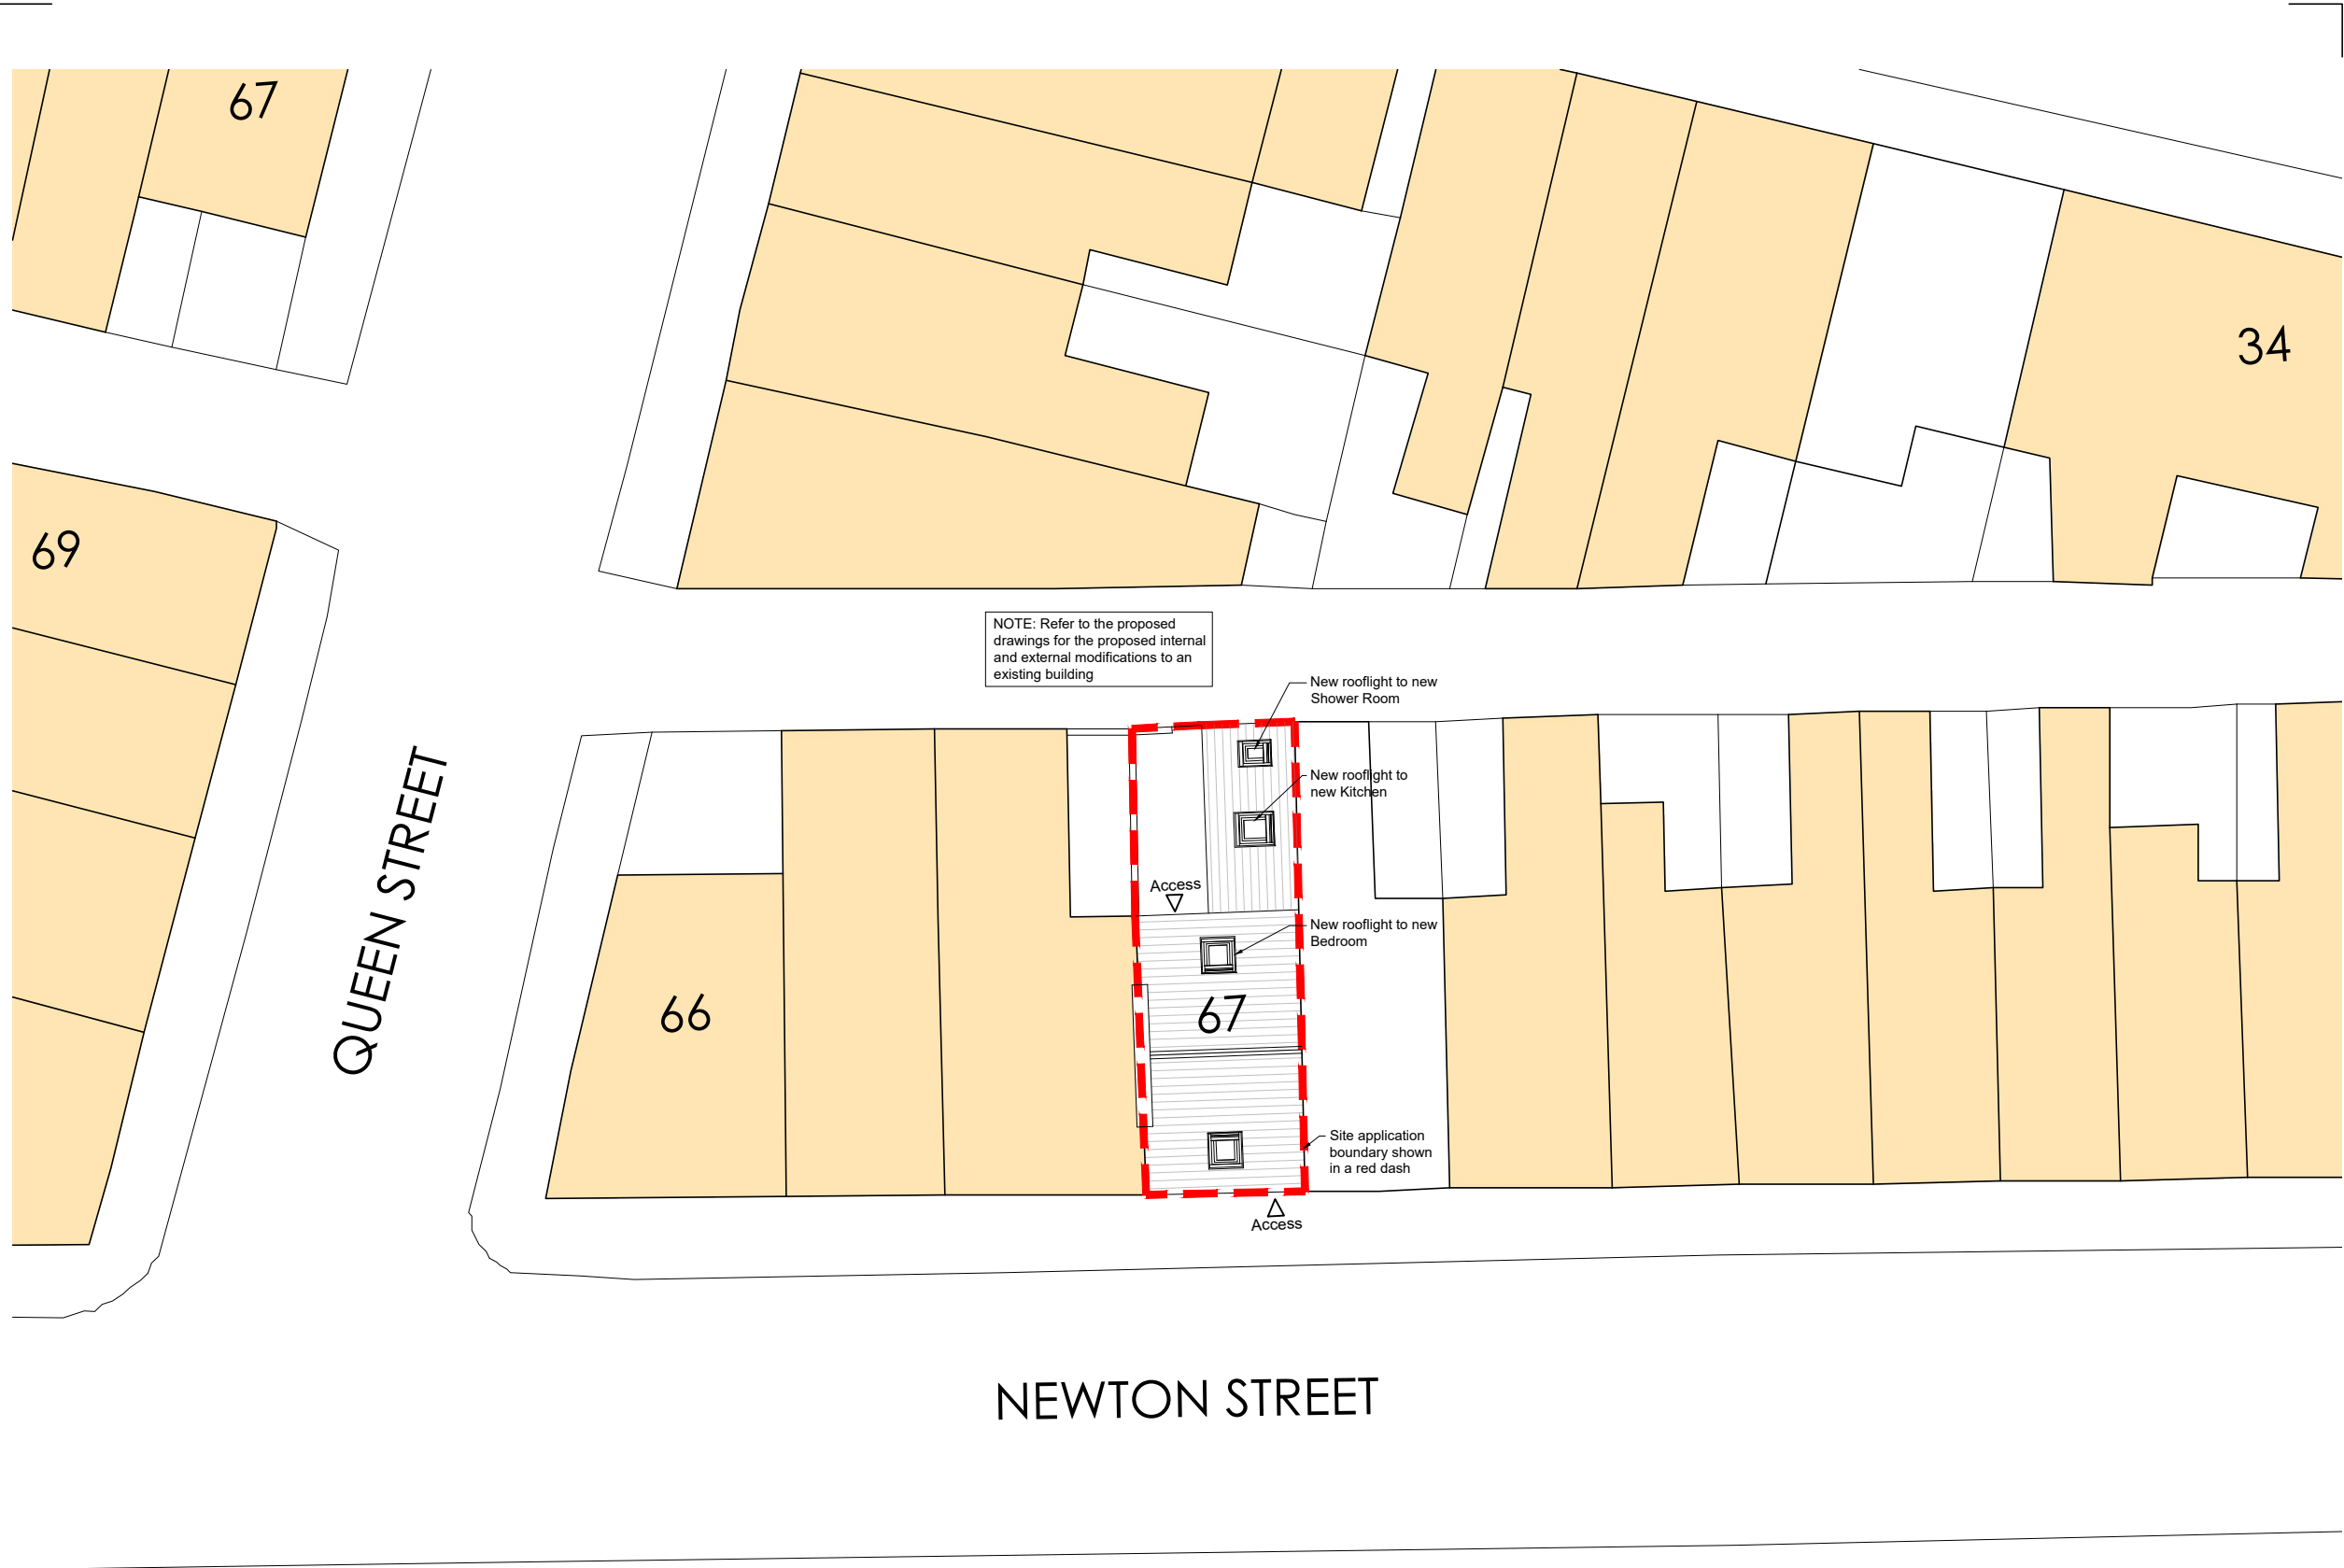 67
34
69
NOTE: Refer to the proposed
drawings for the proposed internal
and external modifications to an
existing building
New rooflight to new
Shower Room
New rooflight to
new Kitchen
Access
New rooflight to new
Bedroom
QUEEN STREET
66
67
Site application
boundary shown
in a red dash
Access
NEWTON STREET